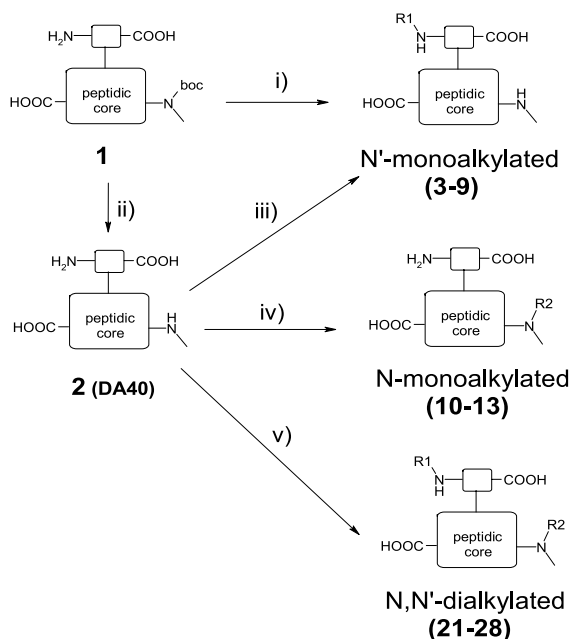 H₂N COOH
boc
HOOC peptidic core N
1
i)
R1
N H COOH
HOOC peptidic core H N
N'-monoalkylated
(3-9)
ii)
iii)
H₂N COOH
HOOC peptidic core H N
2 (DA40)
iv)
H₂N COOH
R2
HOOC peptidic core N
N-monoalkylated
(10-13)
v)
R1
N H COOH
R2
HOOC peptidic core N
N,N'-dialkylated
(21-28)